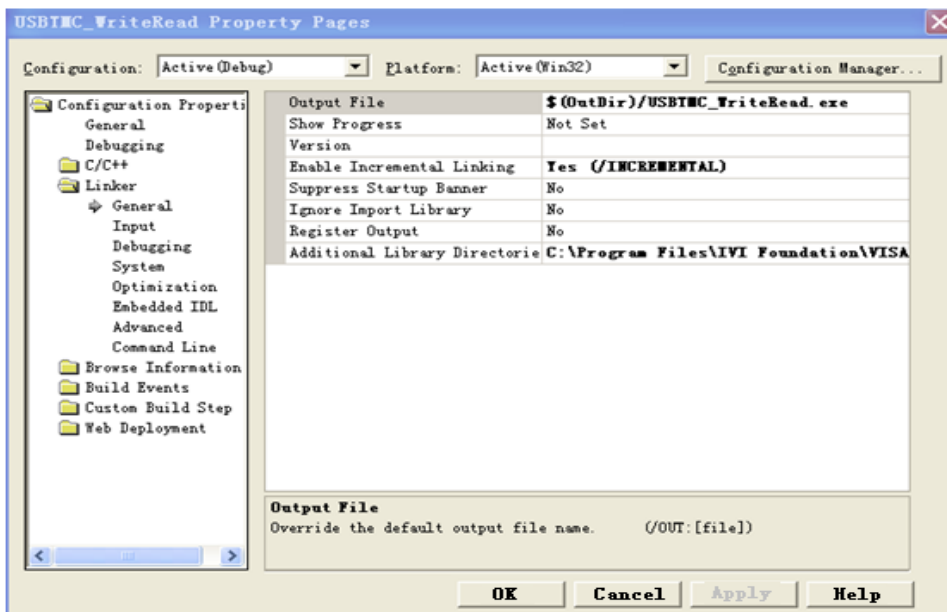 USBTMC_WriteRead Property Pages
Configuration: Active(Debug) Platform: Active(Win32) Configuration Manager...
Configuration Properti
General
Debugging
C/C++
Linker
General
Input
Debugging
System
Optimization
Embedded IDL
Advanced
Command Line
Browse Information
Build Events
Custom Build Step
Web Deployment
Output File $(OutDir)/USBTMC_WriteRead.exe
Show Progress Not Set
Version
Enable Incremental Linking Yes (/INCREMENTAL)
Suppress Startup Banner No
Ignore Import Library No
Register Output No
Additional Library Directorie C:\Program Files\IVI Foundation\VISA
Output File
Override the default output file name. (/OUT:[file])
OK Cancel Apply Help